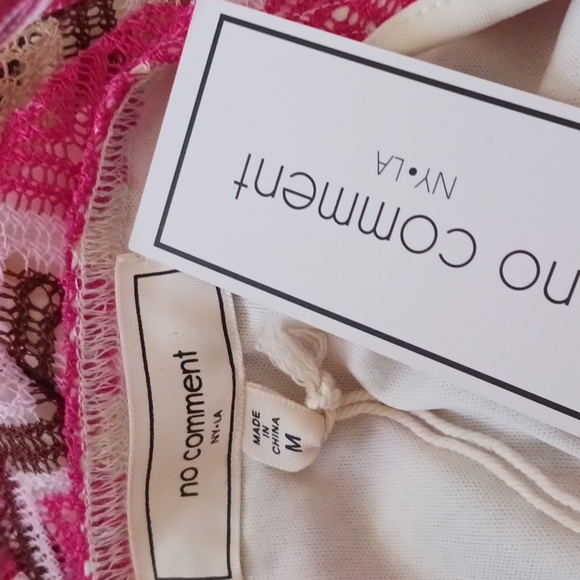 no comment
NY•LA
no comment
NY•LA
MADE
IN
CHINA
M